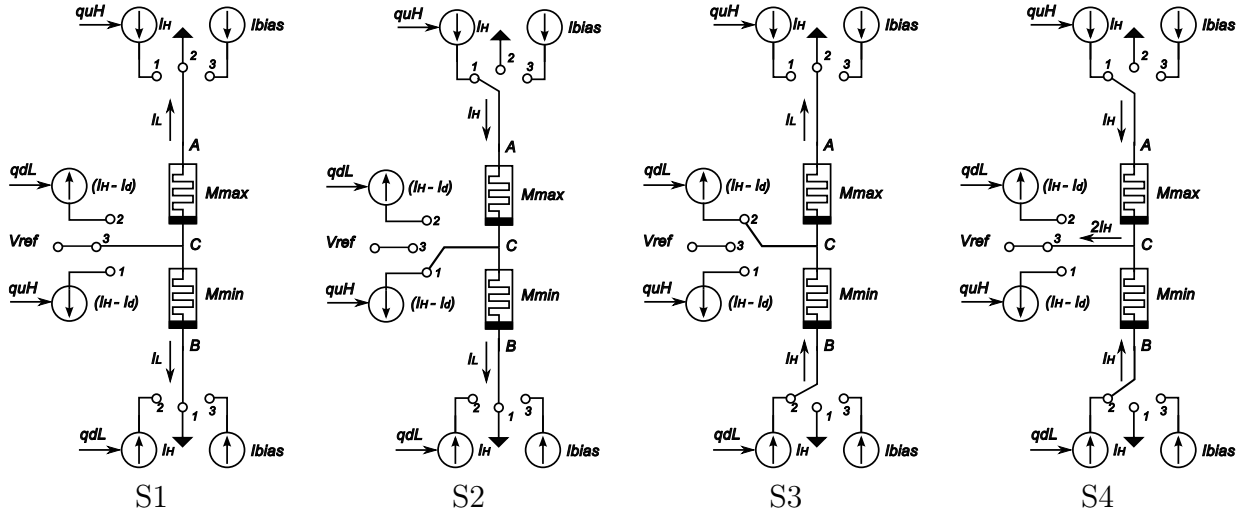 quH IH Ibias
1 2 3
IL
A
qdL (IH - Id) Mmax
2
Vref 3 C
1
quH (IH - Id) Mmin
B
IL
2 1 3
qdL IH Ibias
S1
quH IH Ibias
1 2 3
IH
A
qdL (IH - Id) Mmax
2
Vref 3 C
1
quH (IH - Id) Mmin
B
IL
2 1 3
qdL IH Ibias
S2
quH IH Ibias
1 2 3
IL
A
qdL (IH - Id) Mmax
2
Vref 3 C
1
quH (IH - Id) Mmin
B
IH
2 1 3
qdL IH Ibias
S3
quH IH Ibias
1 2 3
IH
A
qdL (IH - Id) Mmax
2
Vref 3 2IH C
1
quH (IH - Id) Mmin
B
IH
2 1 3
qdL IH Ibias
S4